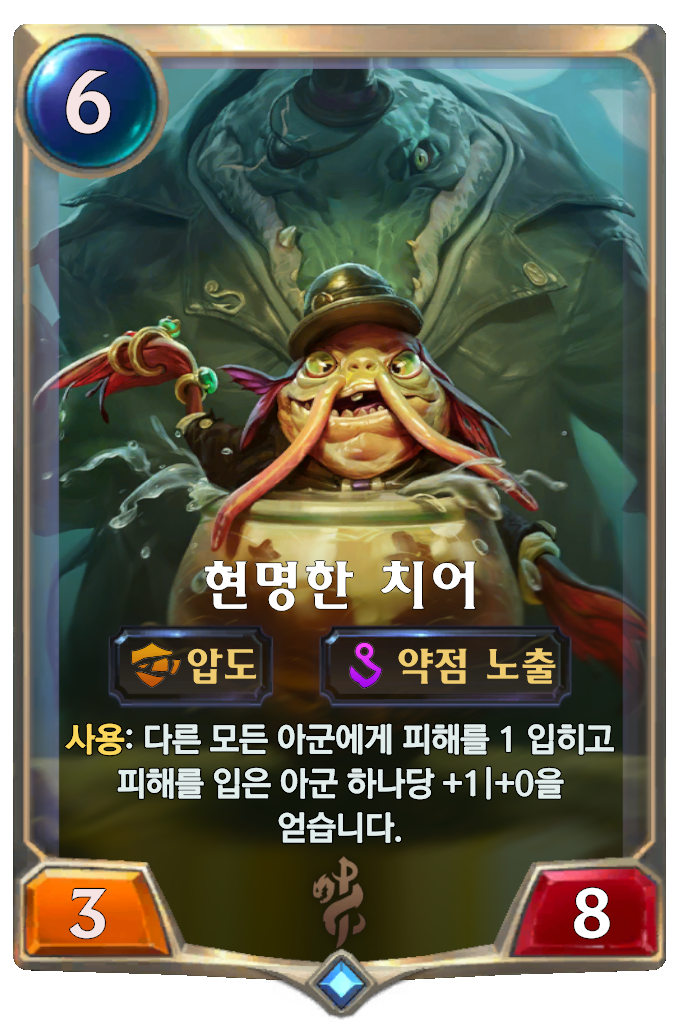 6
현명한 치어
압도 약점 노출
사용: 다른 모든 아군에게 피해를 1 입히고
피해를 입은 아군 하나당 +1|+0을
얻습니다.
3 8